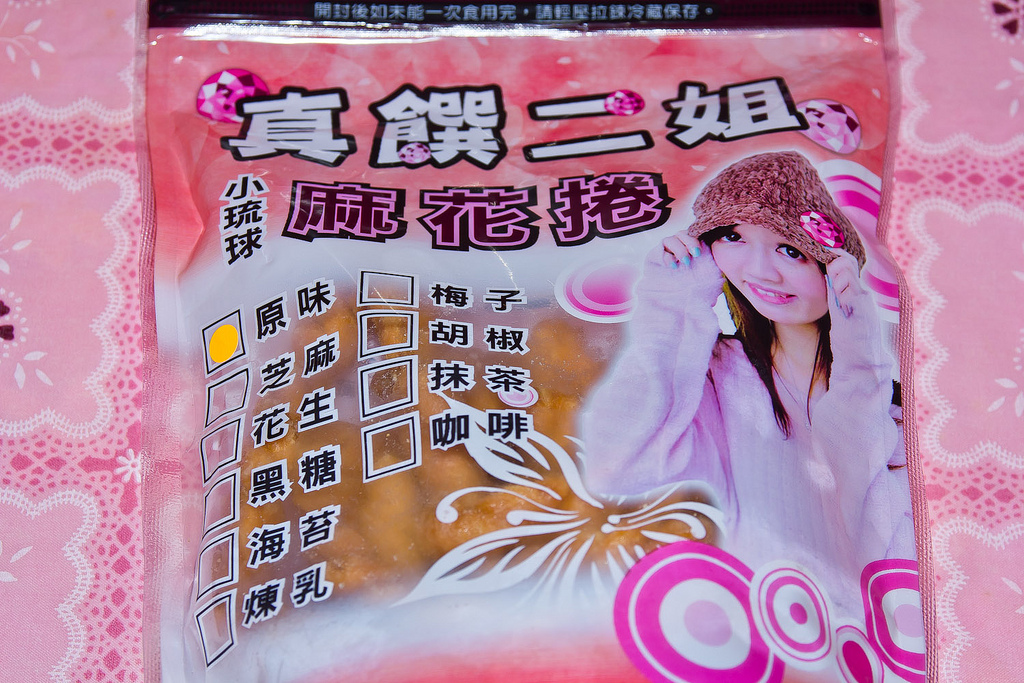 開封後如未能一次食用完，請輕壓拉鍊冷藏保存。
真饌二姐
小琉球
麻花捲
原味
芝麻
花生
黑糖
海苔
煉乳
梅子
胡椒
抹茶
咖啡